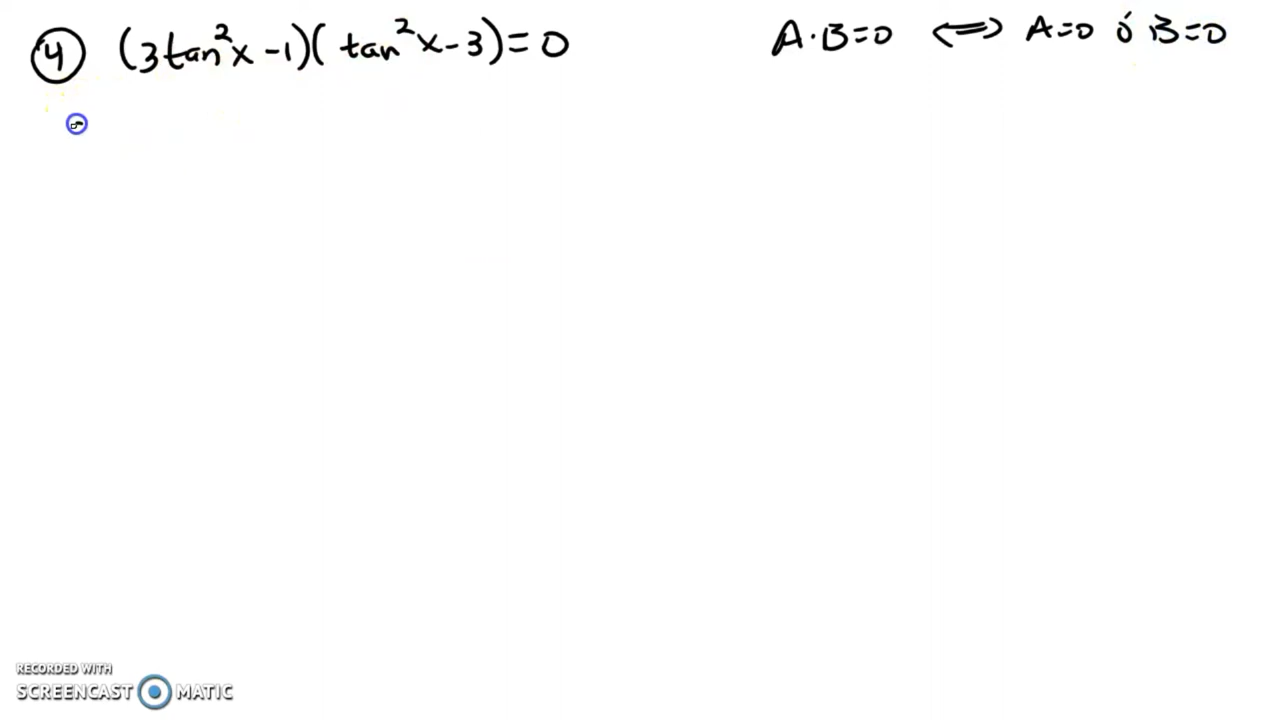 ④ (3tan²x-1)(tan²x-3)=0 A·B=0 ⟺ A=0 ó B=0
RECORDED WITH
SCREENCAST MATIC